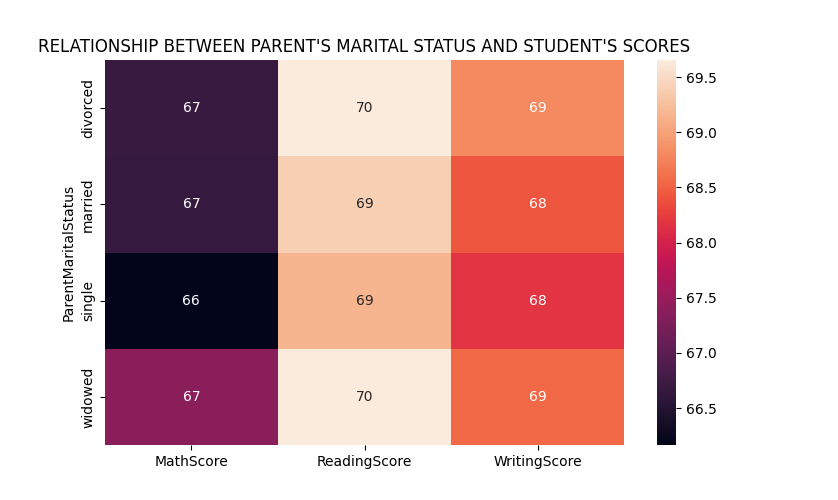 RELATIONSHIP BETWEEN PARENT'S MARITAL STATUS AND STUDENT'S SCORES
ParentMaritalStatus
divorced 67 70 69
married 67 69 68
single 66 69 68
widowed 67 70 69
MathScore ReadingScore WritingScore
69.5
69.0
68.5
68.0
67.5
67.0
66.5